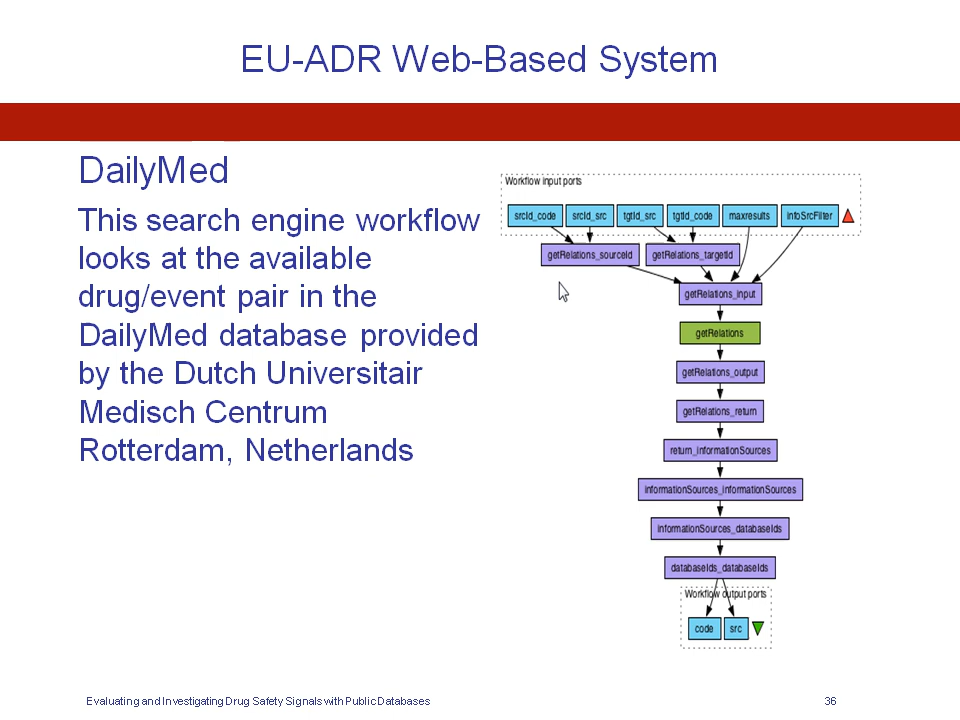 EU-ADR Web-Based System
DailyMed
This search engine workflow
looks at the available
drug/event pair in the
DailyMed database provided
by the Dutch Universitair
Medisch Centrum
Rotterdam, Netherlands
Workflow input ports
srcId_code srcId_src tgtId_src tgtId_code maxresults infoSrcFilter
getRelations_sourceId getRelations_targetId
getRelations_input
getRelations
getRelations_output
getRelations_return
return_informationSources
informationSources_informationSources
informationSources_databaseIds
databaseIds_databaseIds
Workflow output ports
code src
Evaluating and Investigating Drug Safety Signals with Public Databases 36